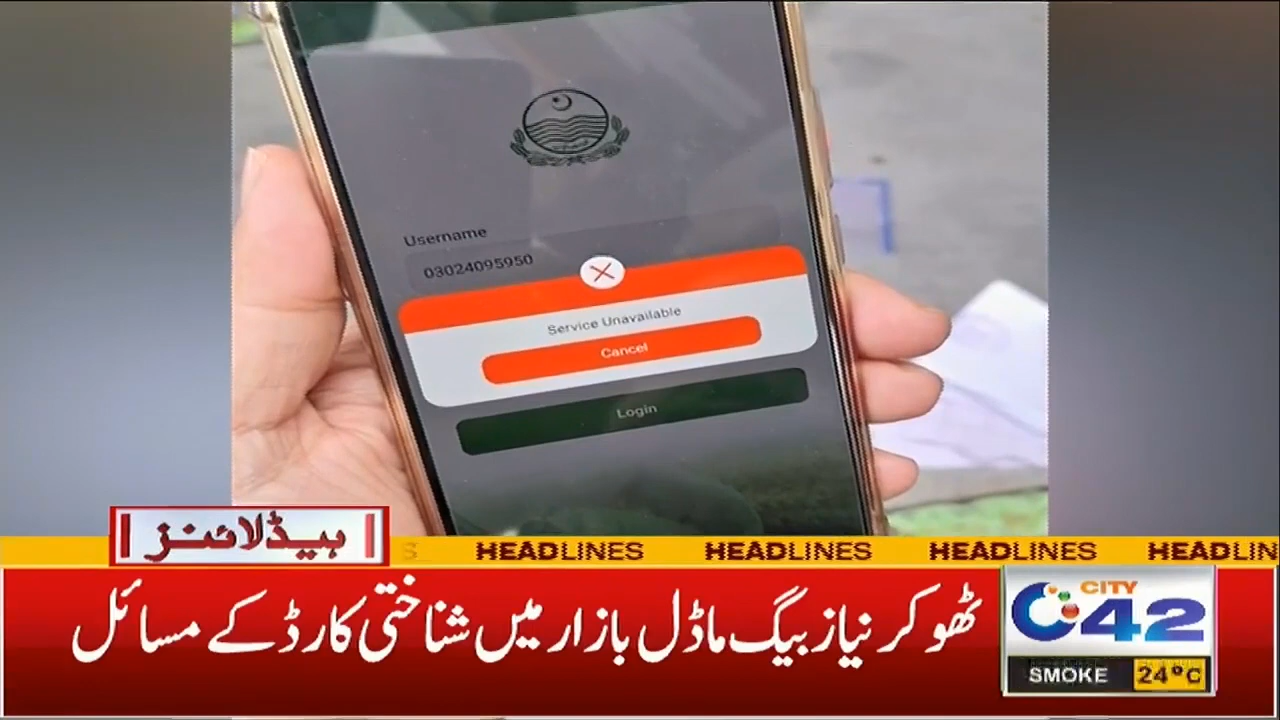 Username
03024095950
Service Unavailable
Cancel
Login
ہیڈلائنز
S HEADLINES HEADLINES HEADLINES HEADLIN
ٹھوکر نیاز بیگ ماڈل بازار میں شناختی کارڈ کے مسائل
CITY
42
SMOKE 24°C